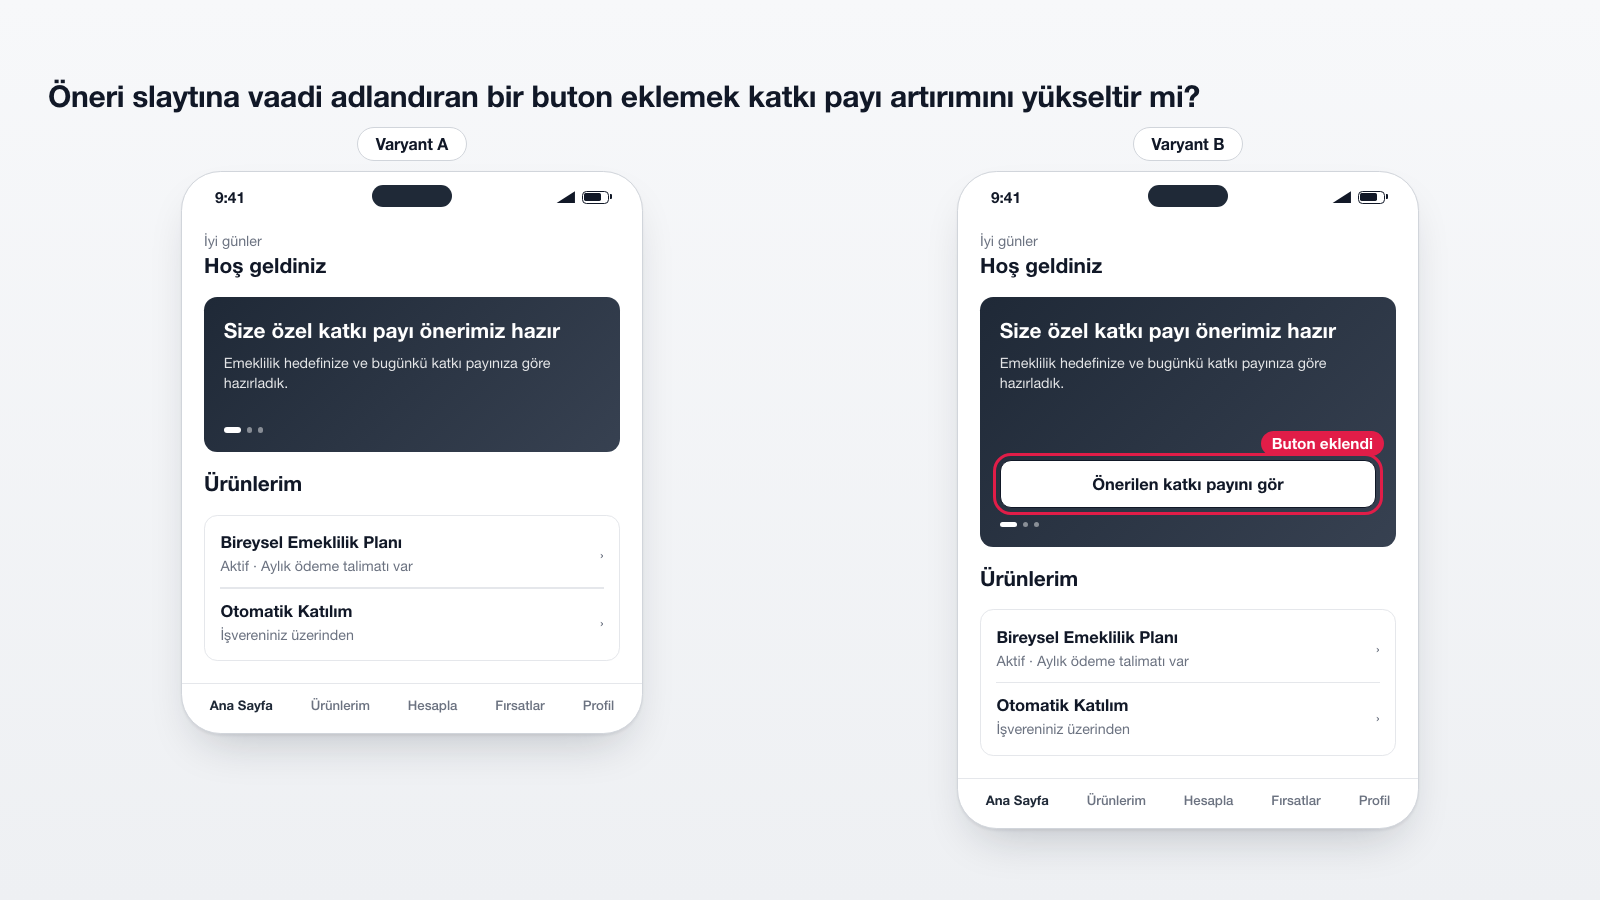 Öneri slaytına vaadi adlandıran bir buton eklemek katkı payı artırımını yükseltir mi?
Varyant A
9:41
İyi günler
Hoş geldiniz
Size özel katkı payı önerimiz hazır
Emeklilik hedefinize ve bugünkü katkı payınıza göre
hazırladık.
Ürünlerim
Bireysel Emeklilik Planı
Aktif · Aylık ödeme talimatı var
›
Otomatik Katılım
İşvereniniz üzerinden
›
Ana Sayfa
Ürünlerim
Hesapla
Fırsatlar
Profil
Varyant B
9:41
İyi günler
Hoş geldiniz
Size özel katkı payı önerimiz hazır
Emeklilik hedefinize ve bugünkü katkı payınıza göre
hazırladık.
Buton eklendi
Önerilen katkı payını gör
Ürünlerim
Bireysel Emeklilik Planı
Aktif · Aylık ödeme talimatı var
›
Otomatik Katılım
İşvereniniz üzerinden
›
Ana Sayfa
Ürünlerim
Hesapla
Fırsatlar
Profil